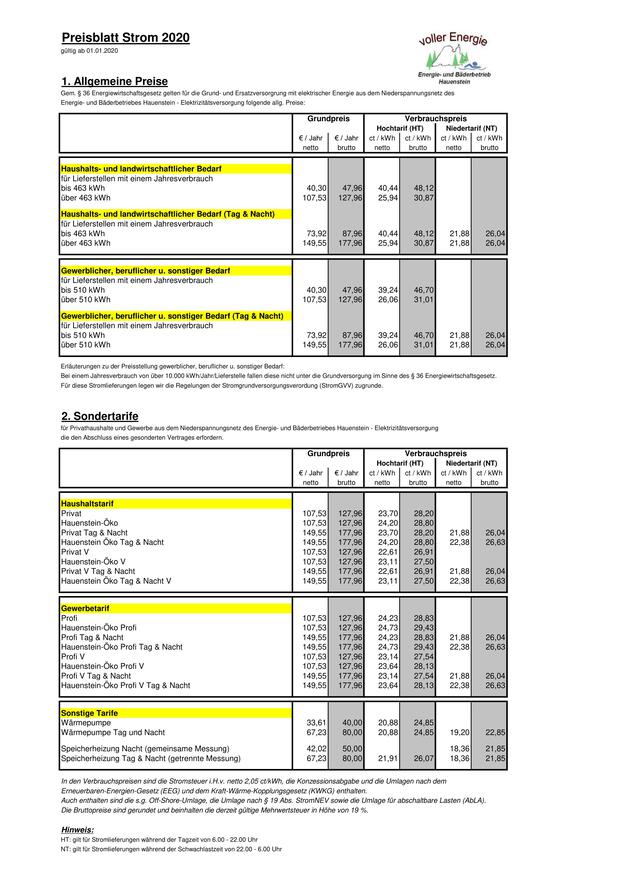 Preisblatt Strom 2020
gültig ab 01.01.2020
voller Energie
Energie- und Bäderbetrieb
Hauenstein
1. Allgemeine Preise
Gem. § 36 Energiewirtschaftsgesetz gelten für die Grund- und Ersatzversorgung mit elektrischer Energie aus dem Niederspannungsnetz des
Energie- und Bäderbetriebes Hauenstein - Elektrizitätsversorgung folgende allg. Preise:
Grundpreis Verbrauchspreis
Hochtarif (HT) Niedertarif (NT)
€ / Jahr € / Jahr ct / kWh ct / kWh ct / kWh ct / kWh
netto brutto netto brutto netto brutto
Haushalts- und landwirtschaftlicher Bedarf
für Lieferstellen mit einem Jahresverbrauch
bis 463 kWh 40,30 47,96 40,44 48,12
über 463 kWh 107,53 127,96 25,94 30,87
Haushalts- und landwirtschaftlicher Bedarf (Tag & Nacht)
für Lieferstellen mit einem Jahresverbrauch
bis 463 kWh 73,92 87,96 40,44 48,12 21,88 26,04
über 463 kWh 149,55 177,96 25,94 30,87 21,88 26,04
Gewerblicher, beruflicher u. sonstiger Bedarf
für Lieferstellen mit einem Jahresverbrauch
bis 510 kWh 40,30 47,96 39,24 46,70
über 510 kWh 107,53 127,96 26,06 31,01
Gewerblicher, beruflicher u. sonstiger Bedarf (Tag & Nacht)
für Lieferstellen mit einem Jahresverbrauch
bis 510 kWh 73,92 87,96 39,24 46,70 21,88 26,04
über 510 kWh 149,55 177,96 26,06 31,01 21,88 26,04
Erläuterungen zu der Preisstellung gewerblicher, beruflicher u. sonstiger Bedarf:
Bei einem Jahresverbrauch von über 10.000 kWh/Jahr/Lieferstelle fallen diese nicht unter die Grundversorgung im Sinne des § 36 Energiewirtschaftsgesetz.
Für diese Stromlieferungen legen wir die Regelungen der Stromgrundversorgungsverordung (StromGVV) zugrunde.
2. Sondertarife
für Privathaushalte und Gewerbe aus dem Niederspannungsnetz des Energie- und Bäderbetriebes Hauenstein - Elektrizitätsversorgung
die den Abschluss eines gesonderten Vertrages erfordern.
Grundpreis Verbrauchspreis
Hochtarif (HT) Niedertarif (NT)
€ / Jahr € / Jahr ct / kWh ct / kWh ct / kWh ct / kWh
netto brutto netto brutto netto brutto
Haushaltstarif
Privat 107,53 127,96 23,70 28,20
Hauenstein-Öko 107,53 127,96 24,20 28,80
Privat Tag & Nacht 149,55 177,96 23,70 28,20 21,88 26,04
Hauenstein Öko Tag & Nacht 149,55 177,96 24,20 28,80 22,38 26,63
Privat V 107,53 127,96 22,61 26,91
Hauenstein-Öko V 107,53 127,96 23,11 27,50
Privat V Tag & Nacht 149,55 177,96 22,61 26,91 21,88 26,04
Hauenstein Öko Tag & Nacht V 149,55 177,96 23,11 27,50 22,38 26,63
Gewerbetarif
Profi 107,53 127,96 24,23 28,83
Hauenstein-Öko Profi 107,53 127,96 24,73 29,43
Profi Tag & Nacht 149,55 177,96 24,23 28,83 21,88 26,04
Hauenstein-Öko Profi Tag & Nacht 149,55 177,96 24,73 29,43 22,38 26,63
Profi V 107,53 127,96 23,14 27,54
Hauenstein-Öko Profi V 107,53 127,96 23,64 28,13
Profi V Tag & Nacht 149,55 177,96 23,14 27,54 21,88 26,04
Hauenstein-Öko Profi V Tag & Nacht 149,55 177,96 23,64 28,13 22,38 26,63
Sonstige Tarife
Wärmepumpe 33,61 40,00 20,88 24,85
Wärmepumpe Tag und Nacht 67,23 80,00 20,88 24,85 19,20 22,85
Speicherheizung Nacht (gemeinsame Messung) 42,02 50,00 18,36 21,85
Speicherheizung Tag & Nacht (getrennte Messung) 67,23 80,00 21,91 26,07 18,36 21,85
In den Verbrauchspreisen sind die Stromsteuer i.H.v. netto 2,05 ct/kWh, die Konzessionsabgabe und die Umlagen nach dem
Erneuerbaren-Energien-Gesetz (EEG) und dem Kraft-Wärme-Kopplungsgesetz (KWKG) enthalten.
Auch enthalten sind die s.g. Off-Shore-Umlage, die Umlage nach § 19 Abs. StromNEV sowie die Umlage für abschaltbare Lasten (AbLA).
Die Bruttopreise sind gerundet und beinhalten die derzeit gültige Mehrwertsteuer in Höhe von 19 %.
Hinweis:
HT: gilt für Stromlieferungen während der Tagzeit von 6.00 - 22.00 Uhr
NT: gilt für Stromlieferungen während der Schwachlastzeit von 22.00 - 6.00 Uhr